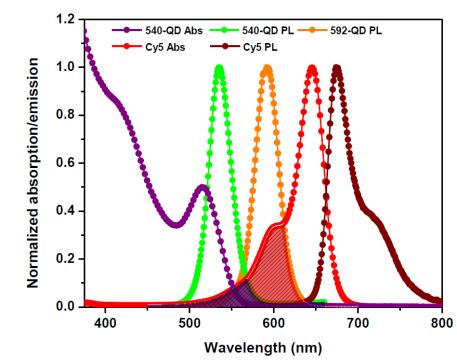 540-QD Abs 540-QD PL 592-QD PL
Cy5 Abs Cy5 PL
Normalized absorption/emission
1.2
1.0
0.8
0.6
0.4
0.2
0.0
400 500 600 700 800
Wavelength (nm)